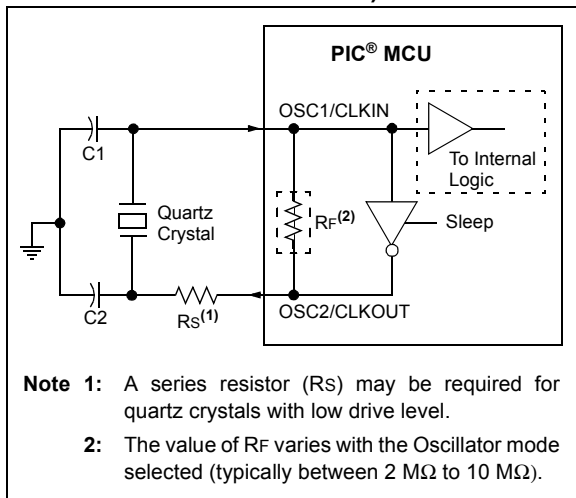 PIC® MCU
OSC1/CLKIN
C1
To Internal
Logic
Quartz
Crystal
RF(2)
Sleep
C2
RS(1)
OSC2/CLKOUT
Note 1: A series resistor (RS) may be required for
quartz crystals with low drive level.
2: The value of RF varies with the Oscillator mode
selected (typically between 2 MΩ to 10 MΩ).